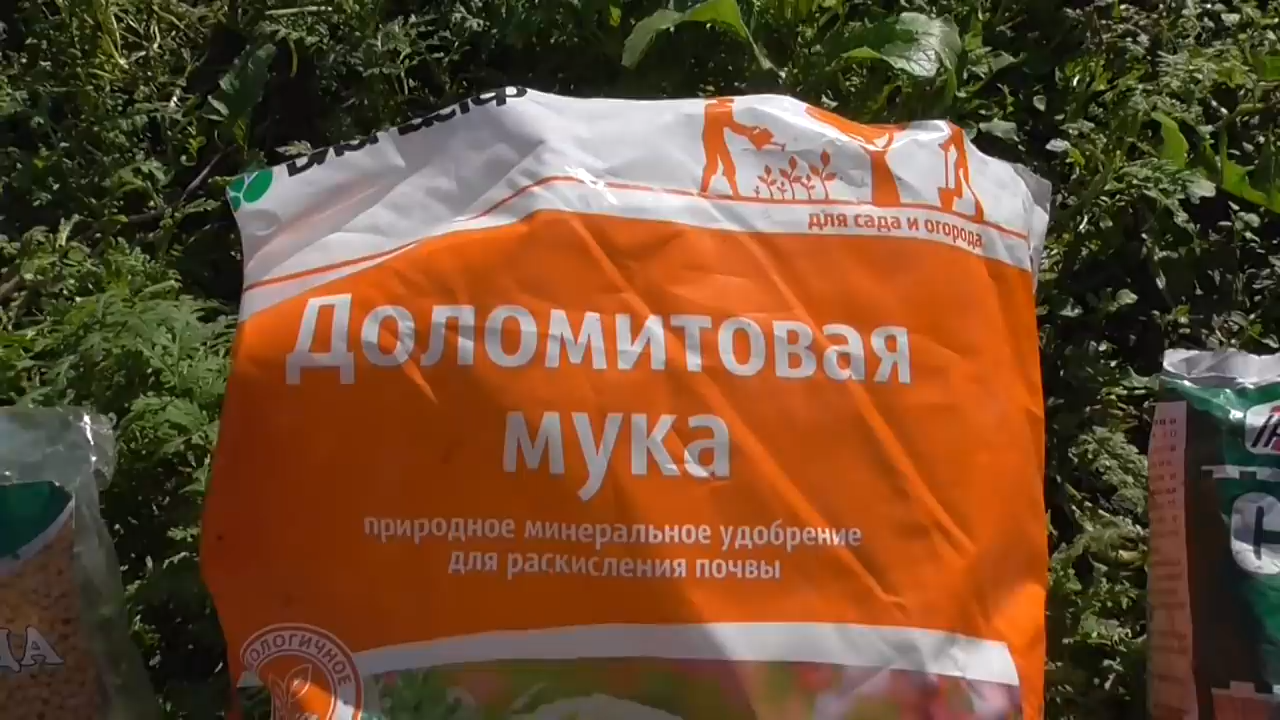 для сада и огорода
Доломитовая
мука
природное минеральное удобрение
для раскисления почвы